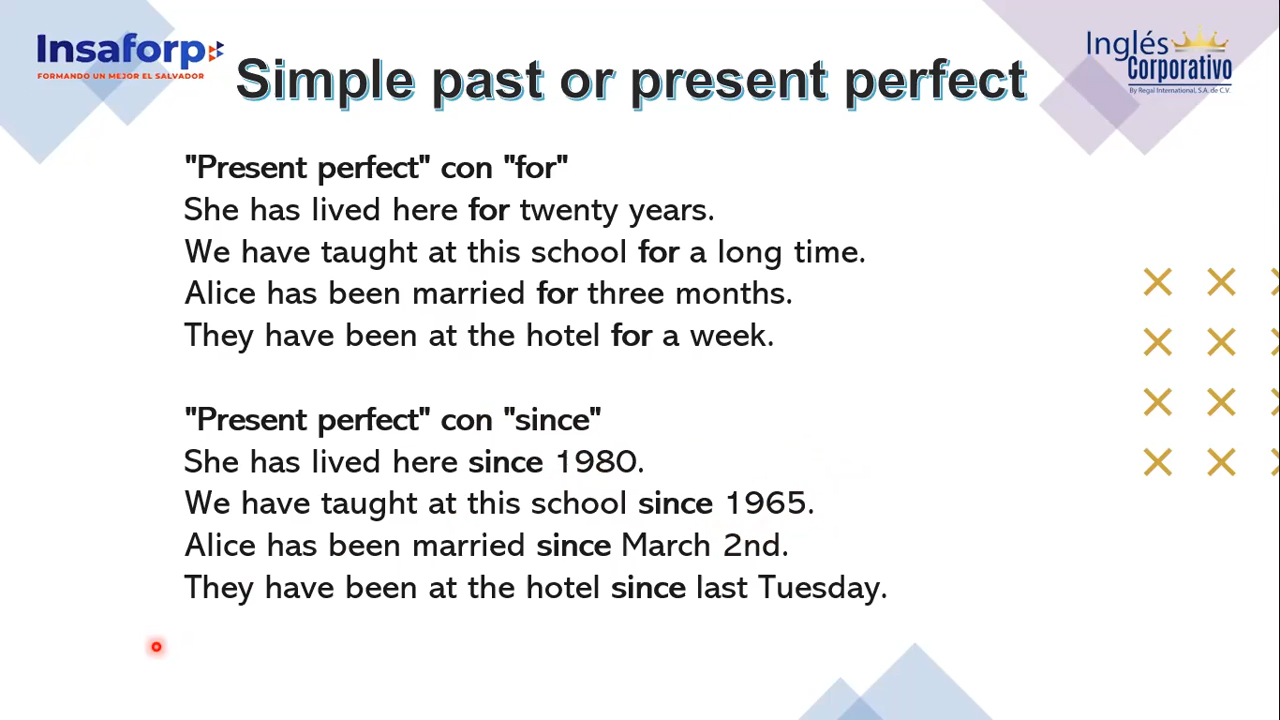 Insaforp
FORMANDO UN MEJOR EL SALVADOR
Inglés
Corporativo
By Regal International, S.A. de C.V.
Simple past or present perfect
"Present perfect" con "for"
She has lived here for twenty years.
We have taught at this school for a long time.
Alice has been married for three months.
They have been at the hotel for a week.
"Present perfect" con "since"
She has lived here since 1980.
We have taught at this school since 1965.
Alice has been married since March 2nd.
They have been at the hotel since last Tuesday.